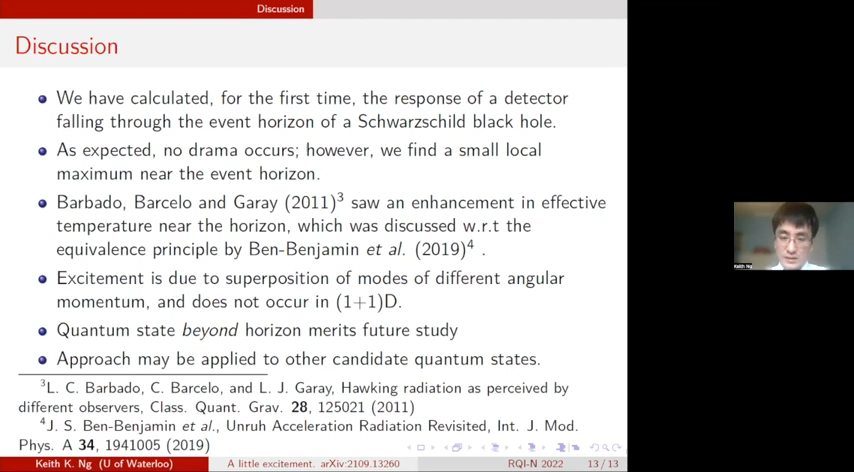 Discussion
Discussion
We have calculated, for the first time, the response of a detector
falling through the event horizon of a Schwarzschild black hole.
As expected, no drama occurs; however, we find a small local
maximum near the event horizon.
Barbado, Barcelo and Garay (2011)³ saw an enhancement in effective
temperature near the horizon, which was discussed w.r.t the
equivalence principle by Ben-Benjamin et al. (2019)⁴ .
Excitement is due to superposition of modes of different angular
momentum, and does not occur in (1+1)D.
Quantum state beyond horizon merits future study
Approach may be applied to other candidate quantum states.
³L. C. Barbado, C. Barcelo, and L. J. Garay, Hawking radiation as perceived by
different observers, Class. Quant. Grav. 28, 125021 (2011)
⁴J. S. Ben-Benjamin et al., Unruh Acceleration Radiation Revisited, Int. J. Mod.
Phys. A 34, 1941005 (2019)
Keith K. Ng (U of Waterloo) A little excitement. arXiv:2109.13260 RQI-N 2022 13 / 13
Keith Ng